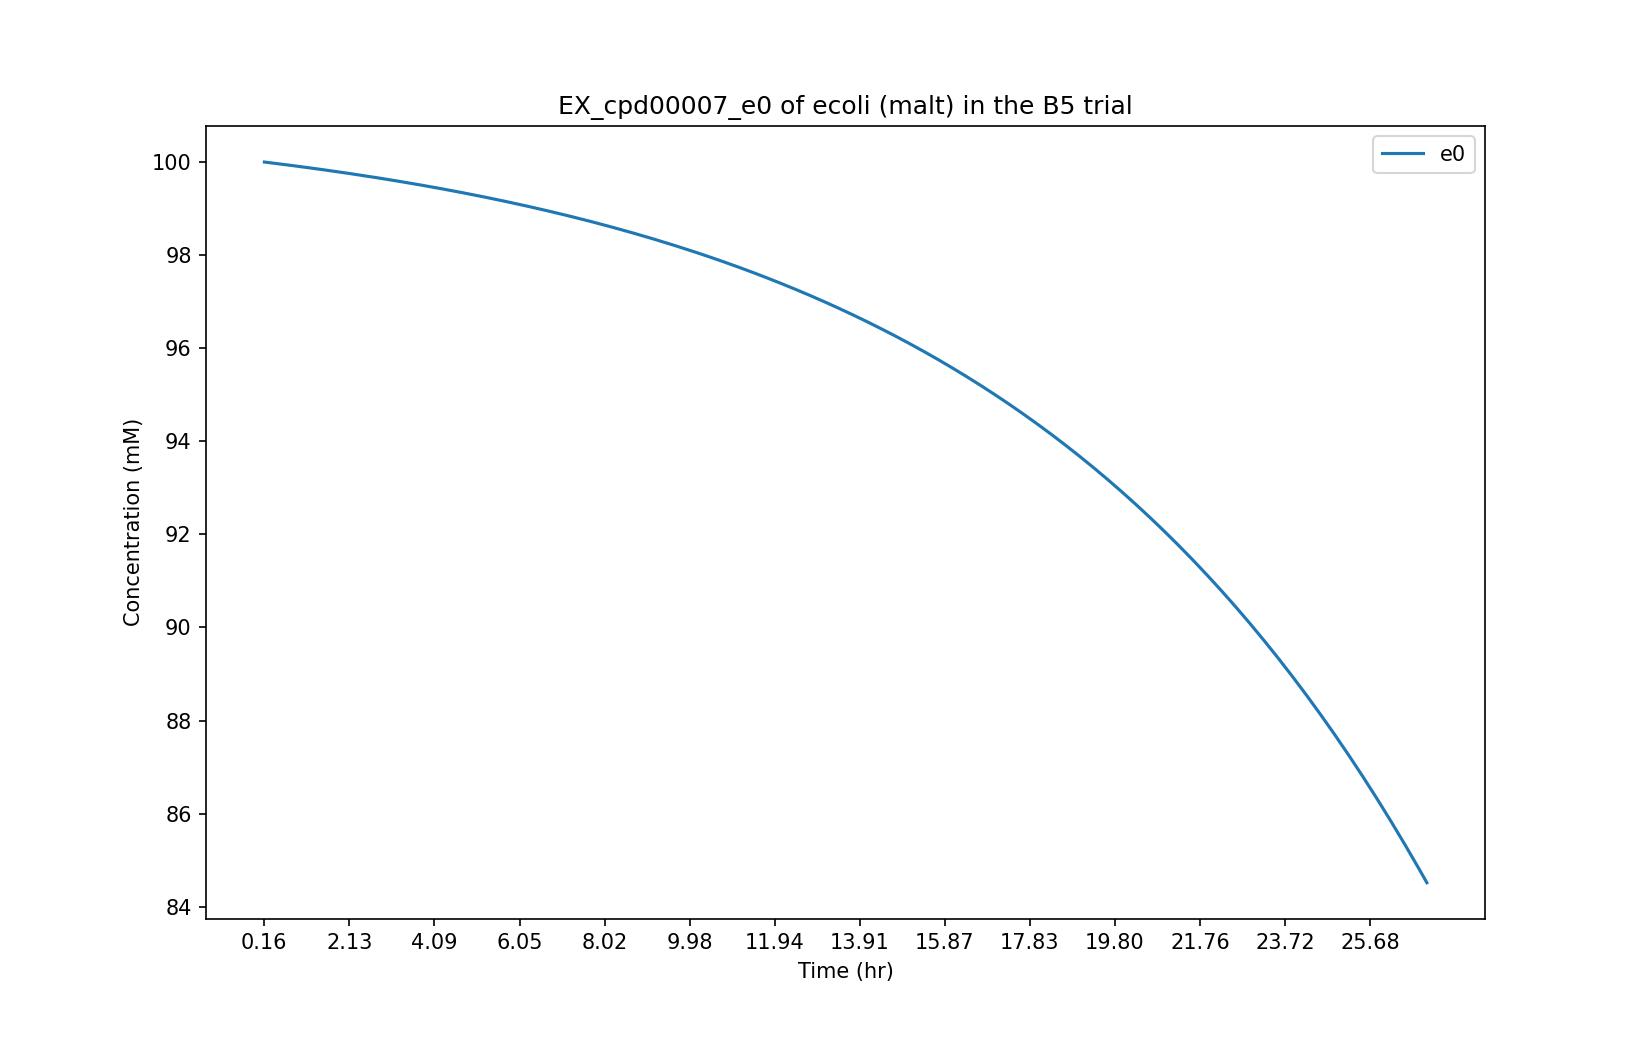 EX_cpd00007_e0 of ecoli (malt) in the B5 trial
e0
100
98
96
94
92
90
88
86
84
Concentration (mM)
0.16 2.13 4.09 6.05 8.02 9.98 11.94 13.91 15.87 17.83 19.80 21.76 23.72 25.68
Time (hr)